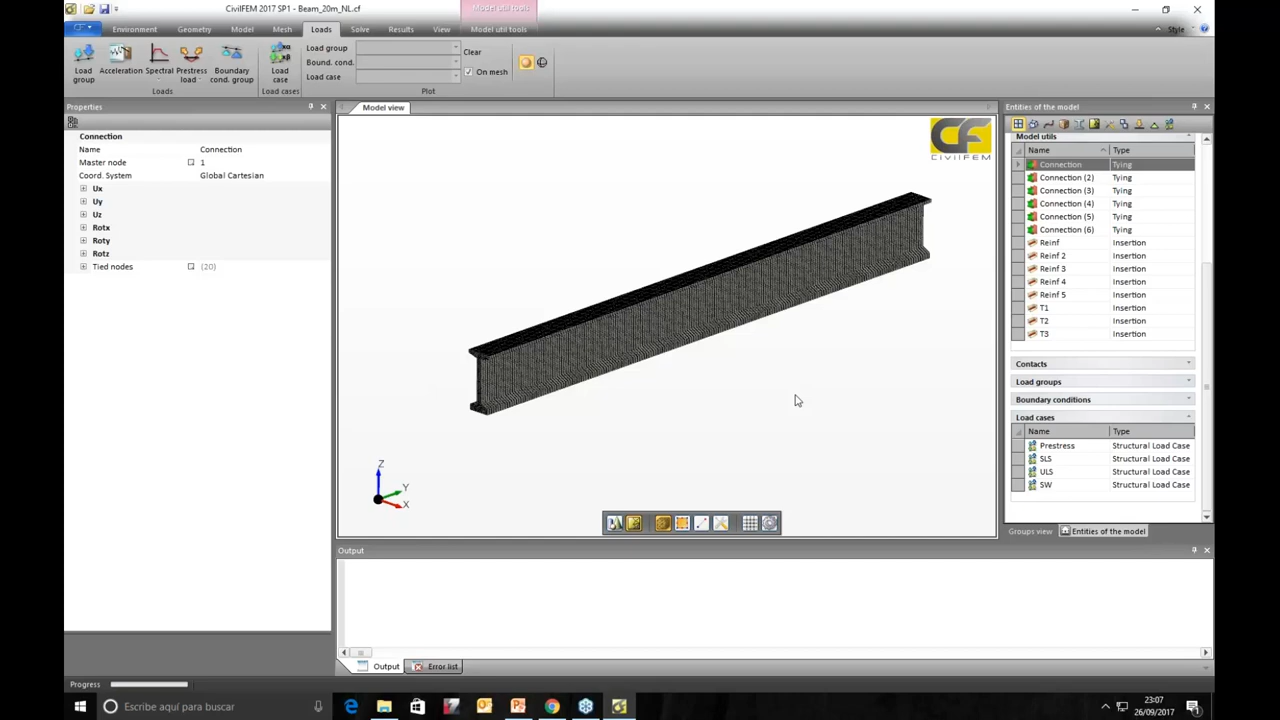 CivilFEM 2017 SP1 - Beam_20m_NL.cf
Model util tools
Environment Geometry Model Mesh Loads Solve Results View Model util tools
Style
Load group
Acceleration
Spectral
Prestress load
Boundary cond. group
Loads
Load case
Load cases
Load group
Bound. cond.
Load case
Clear
On mesh
Plot
Properties
Connection
Name Connection
Master node 1
Coord. System Global Cartesian
Ux
Uy
Uz
Rotx
Roty
Rotz
Tied nodes (20)
Model view
CF
CIVILFEM
Z
Y
X
Entities of the model
Model utils
Name Type
Connection Tying
Connection (2) Tying
Connection (3) Tying
Connection (4) Tying
Connection (5) Tying
Connection (6) Tying
Reinf Insertion
Reinf 2 Insertion
Reinf 3 Insertion
Reinf 4 Insertion
Reinf 5 Insertion
T1 Insertion
T2 Insertion
T3 Insertion
Contacts
Load groups
Boundary conditions
Load cases
Name Type
Prestress Structural Load Case
SLS Structural Load Case
ULS Structural Load Case
SW Structural Load Case
Groups view Entities of the model
Output
Output Error list
Progress
Escribe aquí para buscar
23:07
26/09/2017